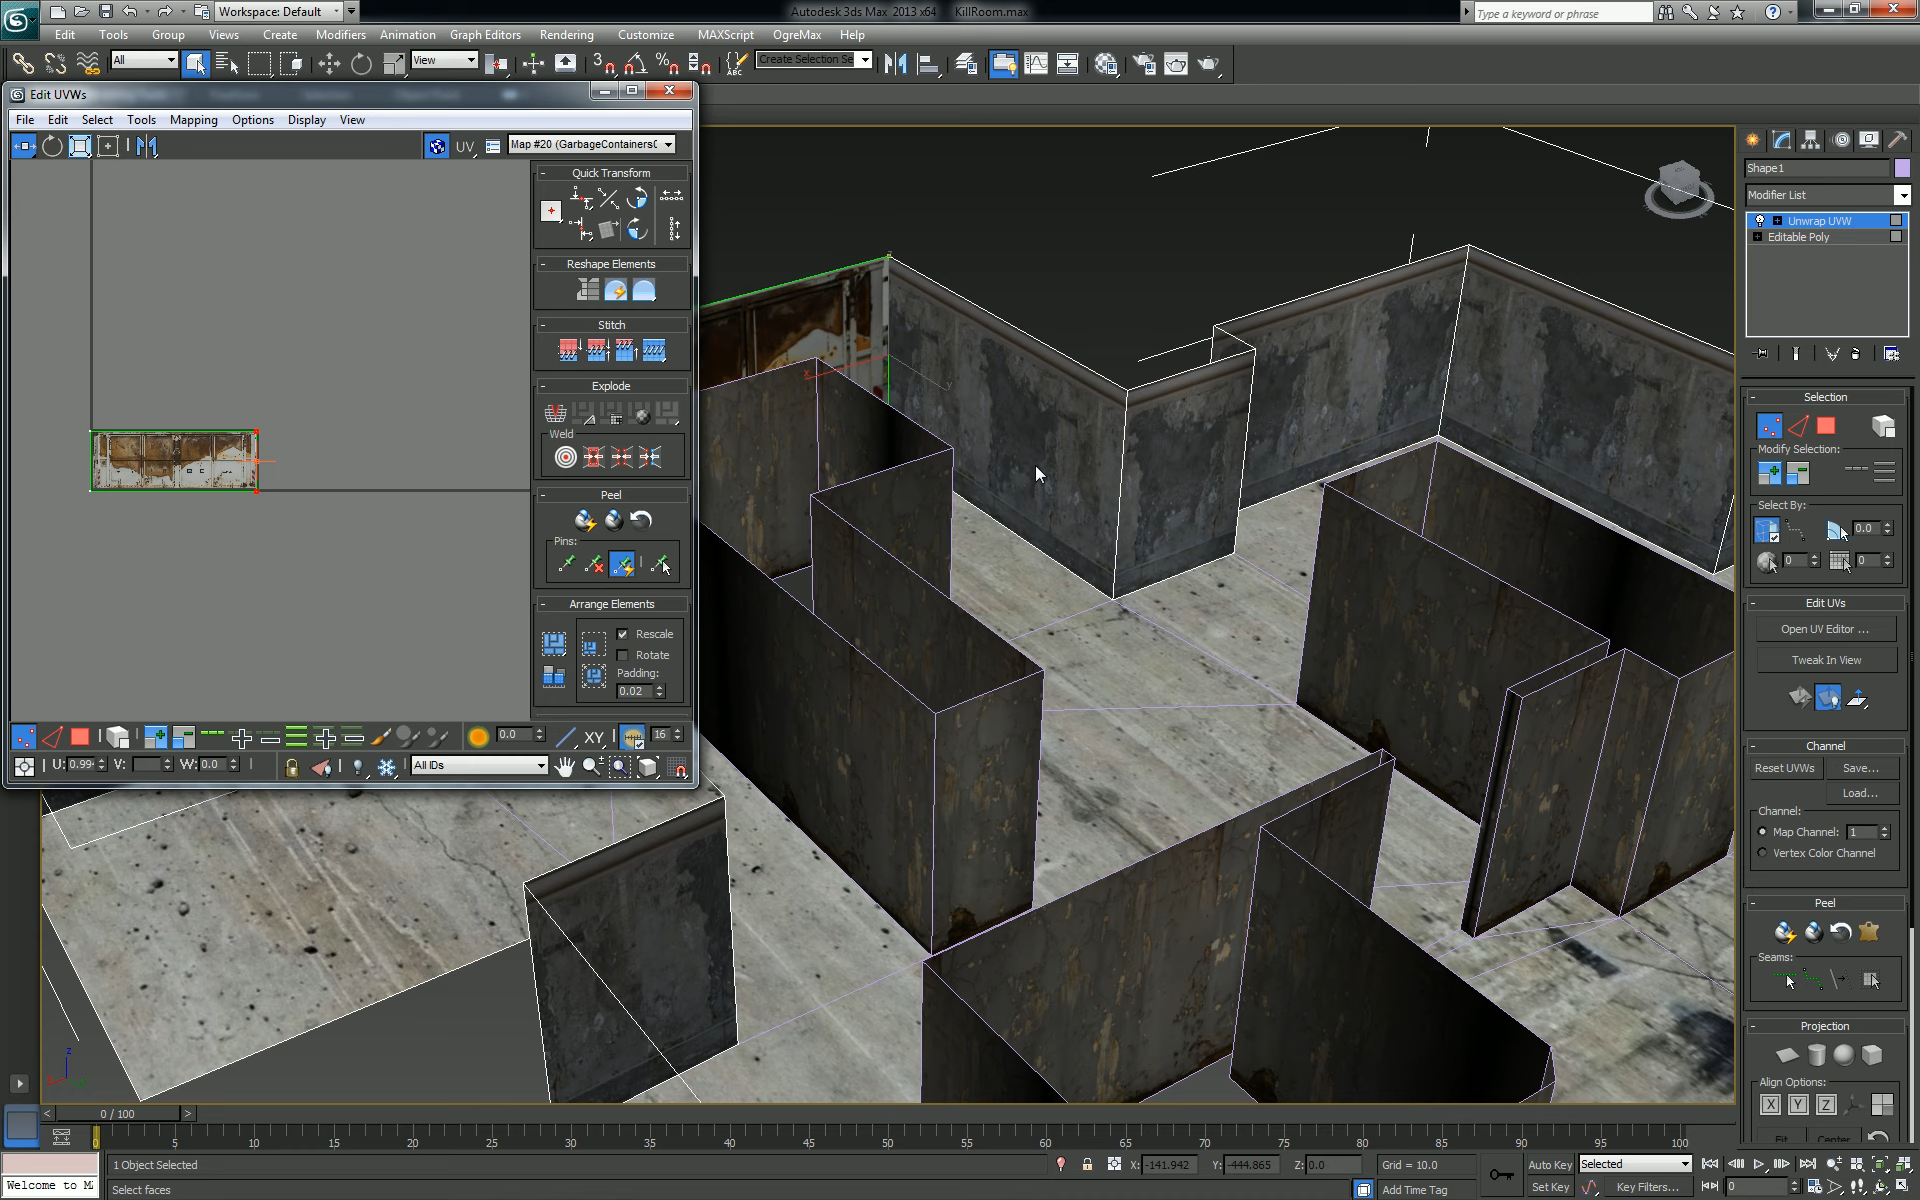 Workspace: Default
Autodesk 3ds Max 2013 x64 KillRoom.max
Type a keyword or phrase
Edit Tools Group Views Create Modifiers Animation Graph Editors Rendering Customize MAXScript OgreMax Help
All
View
3
%
ABC
Create Selection Se
Edit UVWs
File Edit Select Tools Mapping Options Display View
UV
Map #20 (GarbageContainersC
Quick Transform
Reshape Elements
Stitch
Explode
Weld
Peel
Pins:
Arrange Elements
Rescale
Rotate
Padding:
0.02
0.0
XY
16
U: 0.99 V: W: 0.0
All IDs
x
y
z
Shape1
Modifier List
Unwrap UVW
Editable Poly
Selection
Modify Selection:
Select By:
0.0
0
0
Edit UVs
Open UV Editor ...
Tweak In View
Channel
Reset UVWs Save...
Load...
Channel:
Map Channel: 1
Vertex Color Channel
Peel
Seams:
Projection
Align Options:
X Y Z
Fit Center
z
< 0 / 100 >
0 5 10 15 20 25 30 35 40 45 50 55 60 65 70 75 80 85 90 95 100
1 Object Selected
X: -141.942 Y: -444.865 Z: 0.0 Grid = 10.0
Auto Key Selected
Welcome to M
Select faces
Add Time Tag
Set Key Key Filters... 0